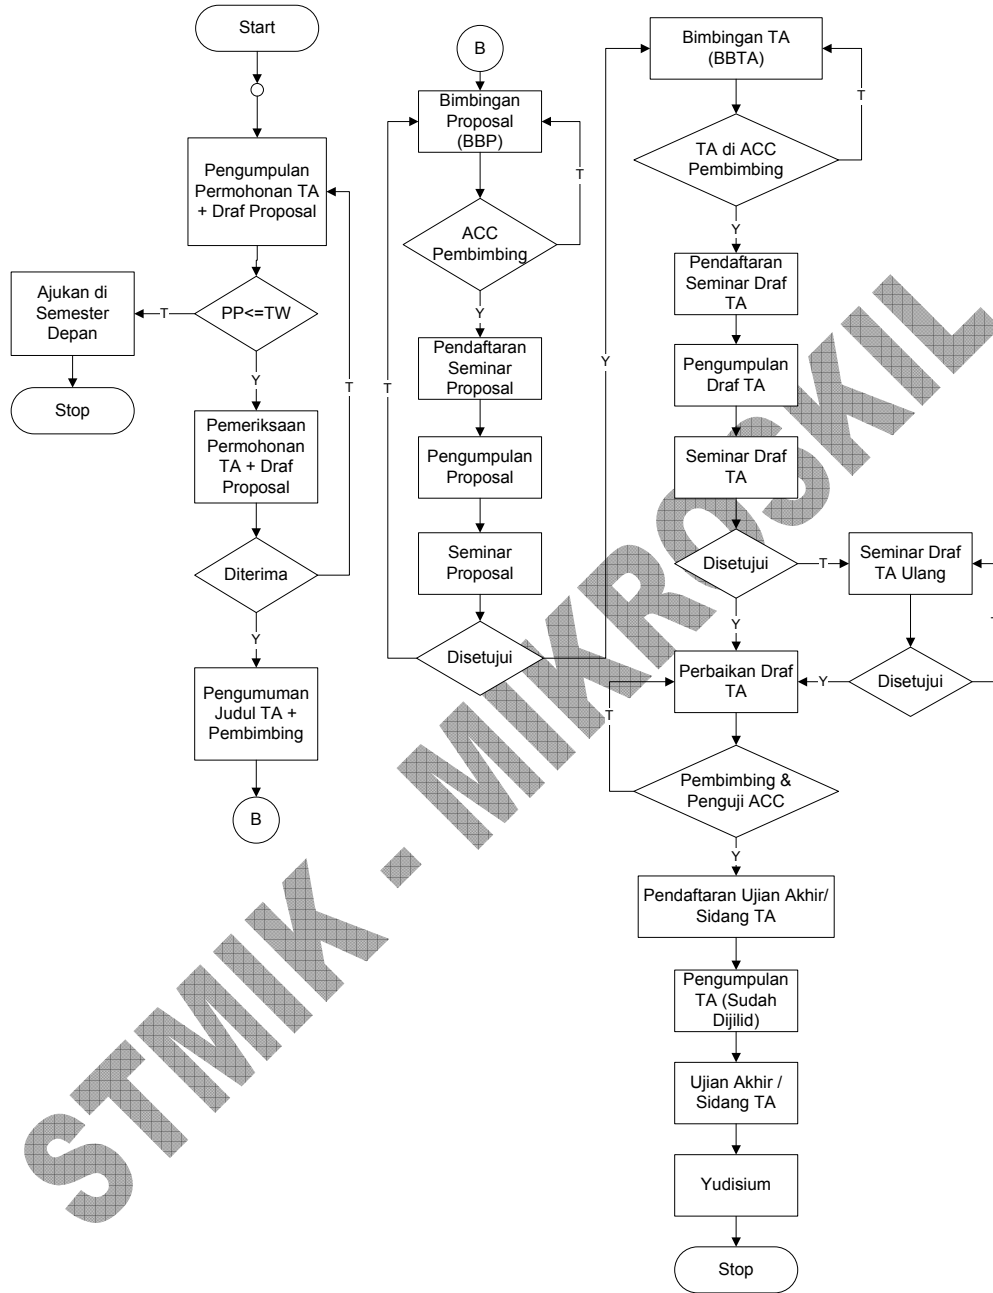 Start
Pengumpulan
Permohonan TA
+ Draf Proposal
PP<=TW
T
Ajukan di
Semester
Depan
Stop
Y
Pemeriksaan
Permohonan
TA + Draf
Proposal
T
Diterima
Y
Pengumuman
Judul TA +
Pembimbing
B
B
Bimbingan
Proposal
(BBP)
T
ACC
Pembimbing
Y
Pendaftaran
Seminar
Proposal
T
Pengumpulan
Proposal
Seminar
Proposal
Disetujui
Y
Bimbingan TA
(BBTA)
T
TA di ACC
Pembimbing
Y
Pendaftaran
Seminar Draf
TA
Pengumpulan
Draf TA
Seminar Draf
TA
Disetujui
T
Seminar Draf
TA Ulang
Y
Perbaikan Draf
TA
Y
Disetujui
T
Pembimbing &
Penguji ACC
Y
Pendaftaran Ujian Akhir/
Sidang TA
Pengumpulan
TA (Sudah
Dijilid)
Ujian Akhir /
Sidang TA
Yudisium
Stop
STMIK - MIKROSKIL